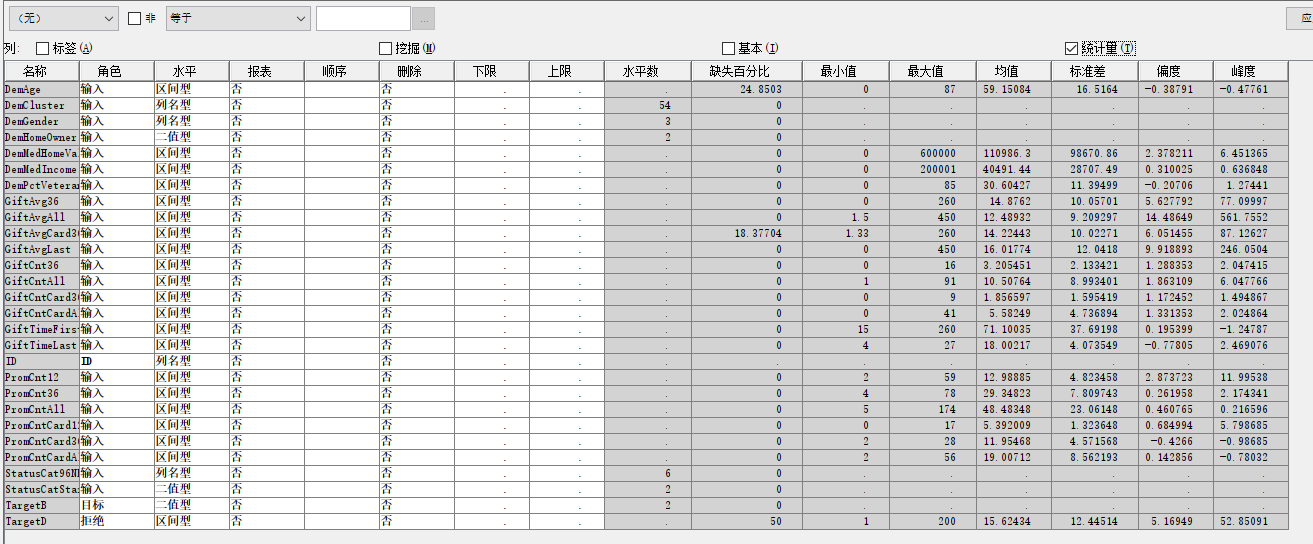 （无） 非 等于 ... 应
列: 标签(A) 挖掘(M) 基本(I) 统计量(T)
名称 角色 水平 报表 顺序 删除 下限 上限 水平数 缺失百分比 最小值 最大值 均值 标准差 偏度 峰度
DemAge 输入 区间型 否 否 . . . 24.8503 0 87 59.15084 16.5164 -0.38791 -0.47761
DemCluster 输入 列名型 否 否 . . 54 0 . . . . . .
DemGender 输入 列名型 否 否 . . 3 0 . . . . . .
DemHomeOwner 输入 二值型 否 否 . . 2 0 . . . . . .
DemMedHomeVa 输入 区间型 否 否 . . . 0 0 600000 110986.3 98670.86 2.378211 6.451365
DemMedIncome 输入 区间型 否 否 . . . 0 0 200001 40491.44 28707.49 0.310025 0.636848
DemPctVetera 输入 区间型 否 否 . . . 0 0 85 30.60427 11.39499 -0.20706 1.27441
GiftAvg36 输入 区间型 否 否 . . . 0 0 260 14.8762 10.05701 5.627792 77.09997
GiftAvgAll 输入 区间型 否 否 . . . 0 1.5 450 12.48932 9.209297 14.48649 561.7552
GiftAvgCard36 输入 区间型 否 否 . . . 18.37704 1.33 260 14.22443 10.02271 6.051455 87.12627
GiftAvgLast 输入 区间型 否 否 . . . 0 0 450 16.01774 12.0418 9.918893 246.0504
GiftCnt36 输入 区间型 否 否 . . . 0 0 16 3.205451 2.133421 1.288353 2.047415
GiftCntAll 输入 区间型 否 否 . . . 0 1 91 10.50764 8.993401 1.863109 6.047766
GiftCntCard36 输入 区间型 否 否 . . . 0 0 9 1.856597 1.595419 1.172452 1.494867
GiftCntCardA 输入 区间型 否 否 . . . 0 0 41 5.58249 4.736894 1.331353 2.024864
GiftTimeFirs 输入 区间型 否 否 . . . 0 15 260 71.10035 37.69198 0.195399 -1.24787
GiftTimeLast 输入 区间型 否 否 . . . 0 4 27 18.00217 4.073549 -0.77805 2.469076
ID ID 列名型 否 否 . . . 0 . . . . . .
PromCnt12 输入 区间型 否 否 . . . 0 2 59 12.98885 4.823458 2.873723 11.99538
PromCnt36 输入 区间型 否 否 . . . 0 4 78 29.34823 7.809743 0.261958 2.174341
PromCntAll 输入 区间型 否 否 . . . 0 5 174 48.48348 23.06148 0.460765 0.216596
PromCntCard12 输入 区间型 否 否 . . . 0 0 17 5.392009 1.323648 0.684994 5.798685
PromCntCard36 输入 区间型 否 否 . . . 0 2 28 11.95468 4.571568 -0.4266 -0.98685
PromCntCardA 输入 区间型 否 否 . . . 0 2 56 19.00712 8.562193 0.142856 -0.78032
StatusCat96N 输入 列名型 否 否 . . 6 0 . . . . . .
StatusCatSta 输入 二值型 否 否 . . 2 0 . . . . . .
TargetB 目标 二值型 否 否 . . 2 0 . . . . . .
TargetD 拒绝 区间型 否 否 . . . 50 1 200 15.62434 12.44514 5.16949 52.85091